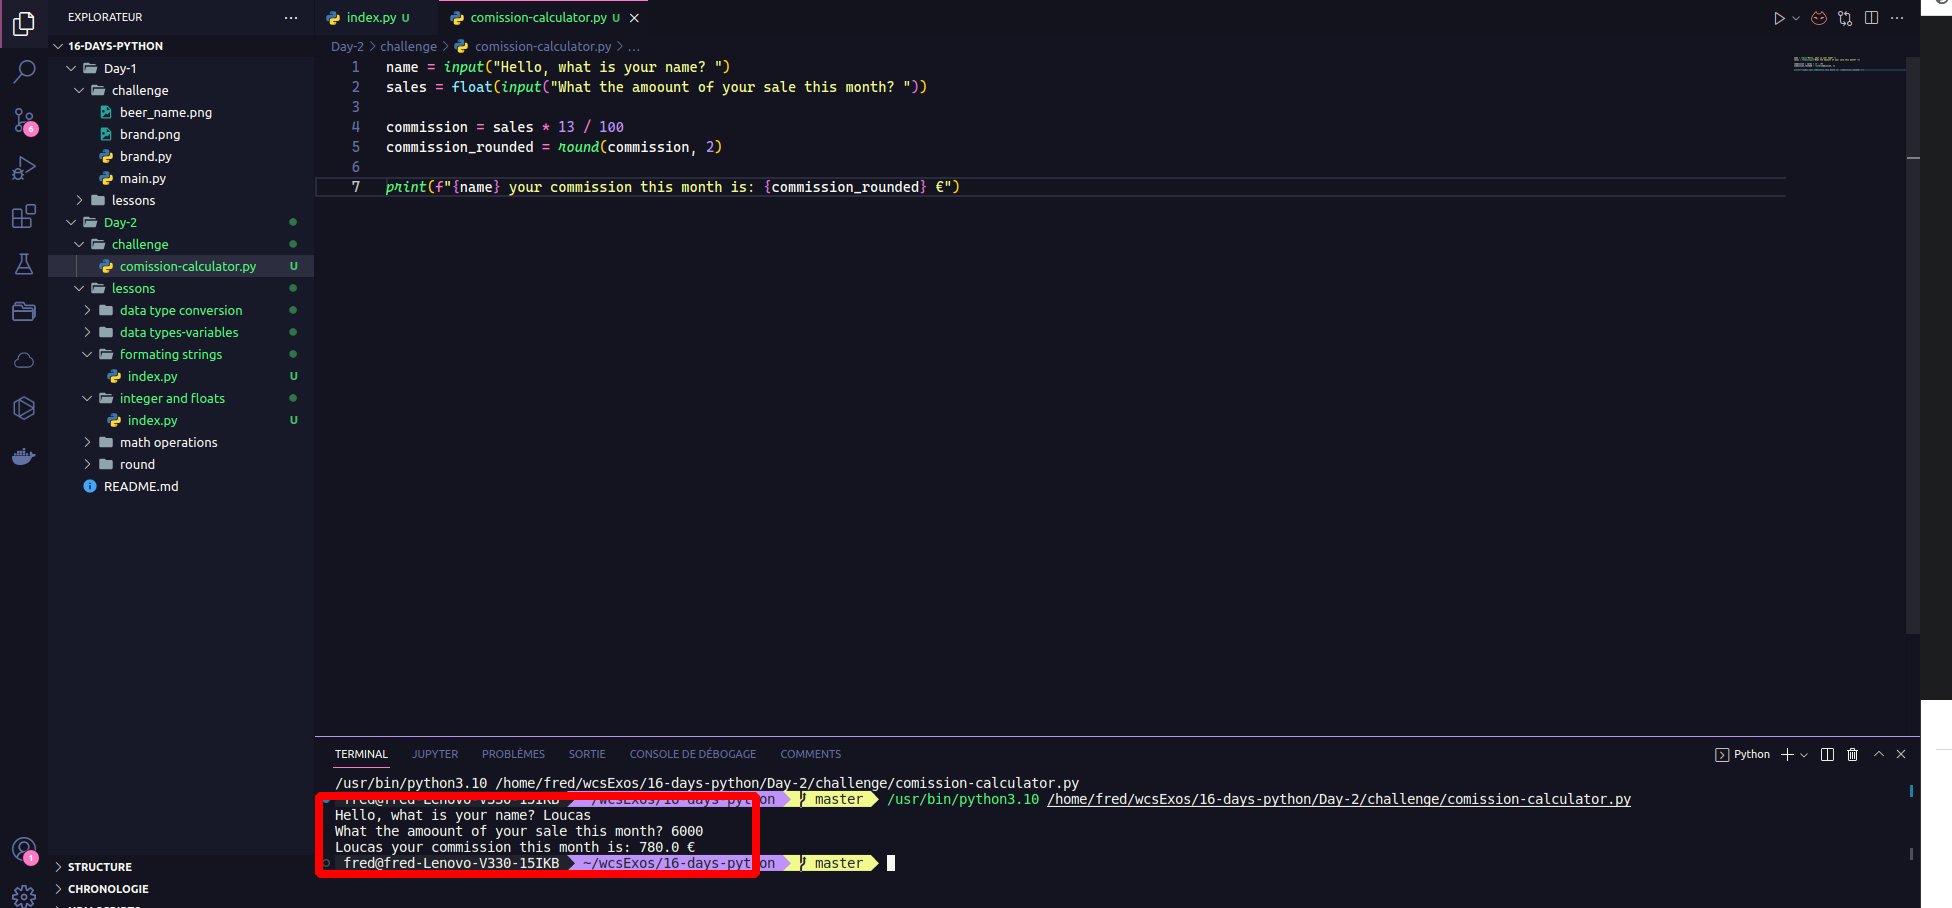 EXPLORATEUR
index.py U
comission-calculator.py U
16-DAYS-PYTHON
Day-1
challenge
beer_name.png
brand.png
brand.py
main.py
lessons
Day-2
challenge
comission-calculator.py U
lessons
data type conversion
data types-variables
formating strings
index.py U
integer and floats
index.py U
math operations
round
README.md
STRUCTURE
CHRONOLOGIE
6
1
Day-2 > challenge > comission-calculator.py > ...
1 name = input("Hello, what is your name? ")
2 sales = float(input("What the amoount of your sale this month? "))
3
4 commission = sales * 13 / 100
5 commission_rounded = round(commission, 2)
6
7 print(f"{name} your commission this month is: {commission_rounded} €")
TERMINAL JUPYTER PROBLÈMES SORTIE CONSOLE DE DÉBOGAGE COMMENTS
Python
/usr/bin/python3.10 /home/fred/wcsExos/16-days-python/Day-2/challenge/comission-calculator.py
fred@fred-Lenovo-V330-15IKB ~/wcsExos/16-days-python master /usr/bin/python3.10 /home/fred/wcsExos/16-days-python/Day-2/challenge/comission-calculator.py
Hello, what is your name? Loucas
What the amoount of your sale this month? 6000
Loucas your commission this month is: 780.0 €
fred@fred-Lenovo-V330-15IKB ~/wcsExos/16-days-python master